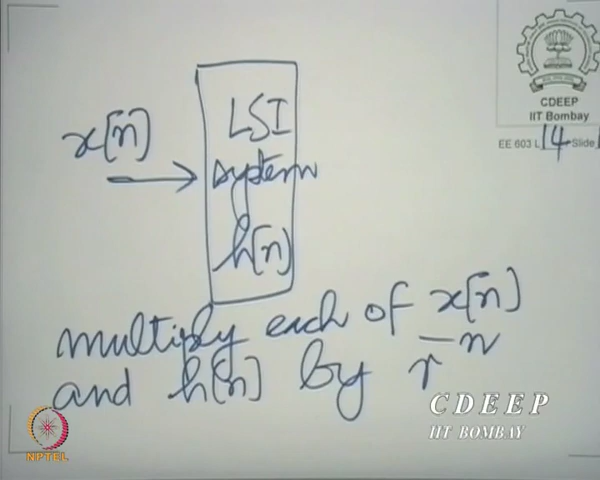 CDEEP
IIT Bombay
EE 603 L 14 Slide
x[n]
LSI
system
h[n]
multiply each of x[n]
and h[n] by r^-n
CDEEP
IIT BOMBAY
NPTEL